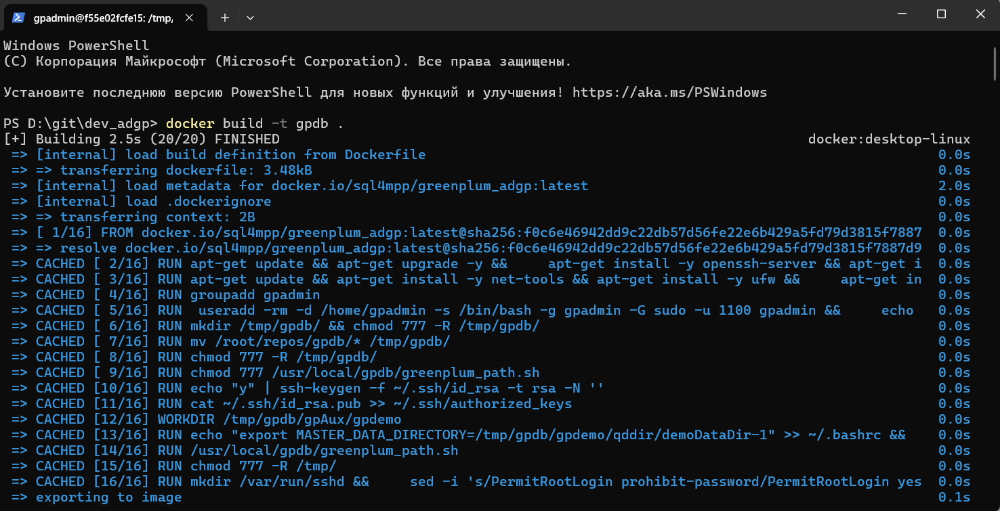 gpadmin@f55e02fcfe15: /tmp/
Windows PowerShell
(C) Корпорация Майкрософт (Microsoft Corporation). Все права защищены.
Установите последнюю версию PowerShell для новых функций и улучшения! https://aka.ms/PSWindows
PS D:\git\dev_adgp> docker build -t gpdb .
[+] Building 2.5s (20/20) FINISHED docker:desktop-linux
=> [internal] load build definition from Dockerfile 0.0s
=> => transferring dockerfile: 3.48kB 0.0s
=> [internal] load metadata for docker.io/sql4mpp/greenplum_adgp:latest 2.0s
=> [internal] load .dockerignore 0.0s
=> => transferring context: 2B 0.0s
=> [ 1/16] FROM docker.io/sql4mpp/greenplum_adgp:latest@sha256:f0c6e46942dd9c22db57d56fe22e6b429a5fd79d3815f7887 0.0s
=> => resolve docker.io/sql4mpp/greenplum_adgp:latest@sha256:f0c6e46942dd9c22db57d56fe22e6b429a5fd79d3815f7887d9 0.0s
=> CACHED [ 2/16] RUN apt-get update && apt-get upgrade -y &&     apt-get install -y openssh-server && apt-get i 0.0s
=> CACHED [ 3/16] RUN apt-get update && apt-get install -y net-tools && apt-get install -y ufw &&     apt-get in 0.0s
=> CACHED [ 4/16] RUN groupadd gpadmin 0.0s
=> CACHED [ 5/16] RUN  useradd -rm -d /home/gpadmin -s /bin/bash -g gpadmin -G sudo -u 1100 gpadmin &&     echo 0.0s
=> CACHED [ 6/16] RUN mkdir /tmp/gpdb/ && chmod 777 -R /tmp/gpdb/ 0.0s
=> CACHED [ 7/16] RUN mv /root/repos/gpdb/* /tmp/gpdb/ 0.0s
=> CACHED [ 8/16] RUN chmod 777 -R /tmp/gpdb/ 0.0s
=> CACHED [ 9/16] RUN chmod 777 /usr/local/gpdb/greenplum_path.sh 0.0s
=> CACHED [10/16] RUN echo "y" | ssh-keygen -f ~/.ssh/id_rsa -t rsa -N '' 0.0s
=> CACHED [11/16] RUN cat ~/.ssh/id_rsa.pub >> ~/.ssh/authorized_keys 0.0s
=> CACHED [12/16] WORKDIR /tmp/gpdb/gpAux/gpdemo 0.0s
=> CACHED [13/16] RUN echo "export MASTER_DATA_DIRECTORY=/tmp/gpdb/gpdemo/qddir/demoDataDir-1" >> ~/.bashrc && 0.0s
=> CACHED [14/16] RUN /usr/local/gpdb/greenplum_path.sh 0.0s
=> CACHED [15/16] RUN chmod 777 -R /tmp/ 0.0s
=> CACHED [16/16] RUN mkdir /var/run/sshd &&     sed -i 's/PermitRootLogin prohibit-password/PermitRootLogin yes 0.0s
=> exporting to image 0.1s